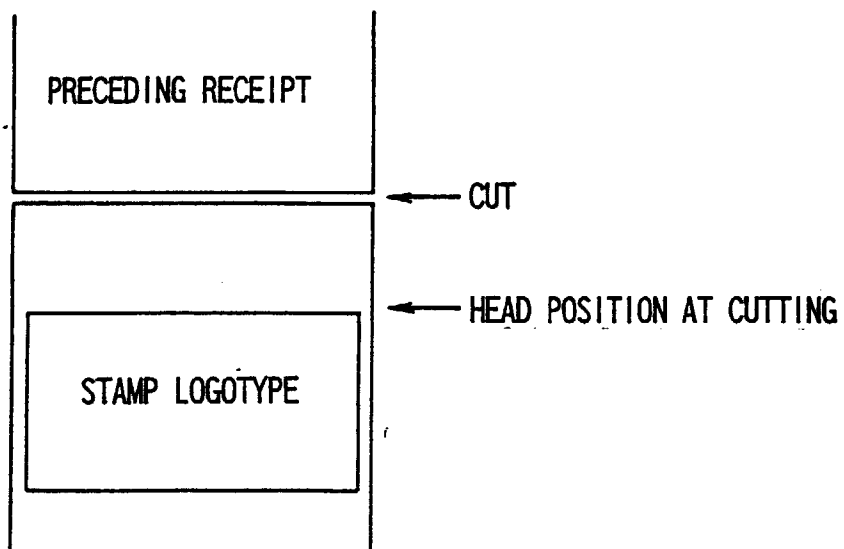 PRECEDING RECEIPT
CUT
HEAD POSITION AT CUTTING
STAMP LOGOTYPE